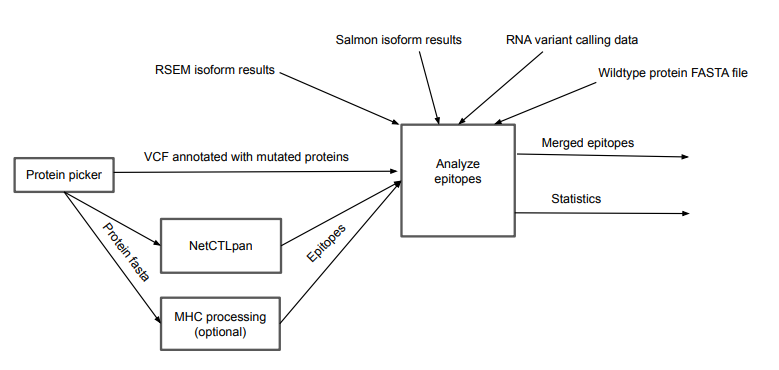 Salmon isoform results
RNA variant calling data
RSEM isoform results
Wildtype protein FASTA file
VCF annotated with mutated proteins
Protein picker
Analyze
epitopes
Merged epitopes
Statistics
Protein fasta
NetCTLpan
Epitopes
MHC processing
(optional)